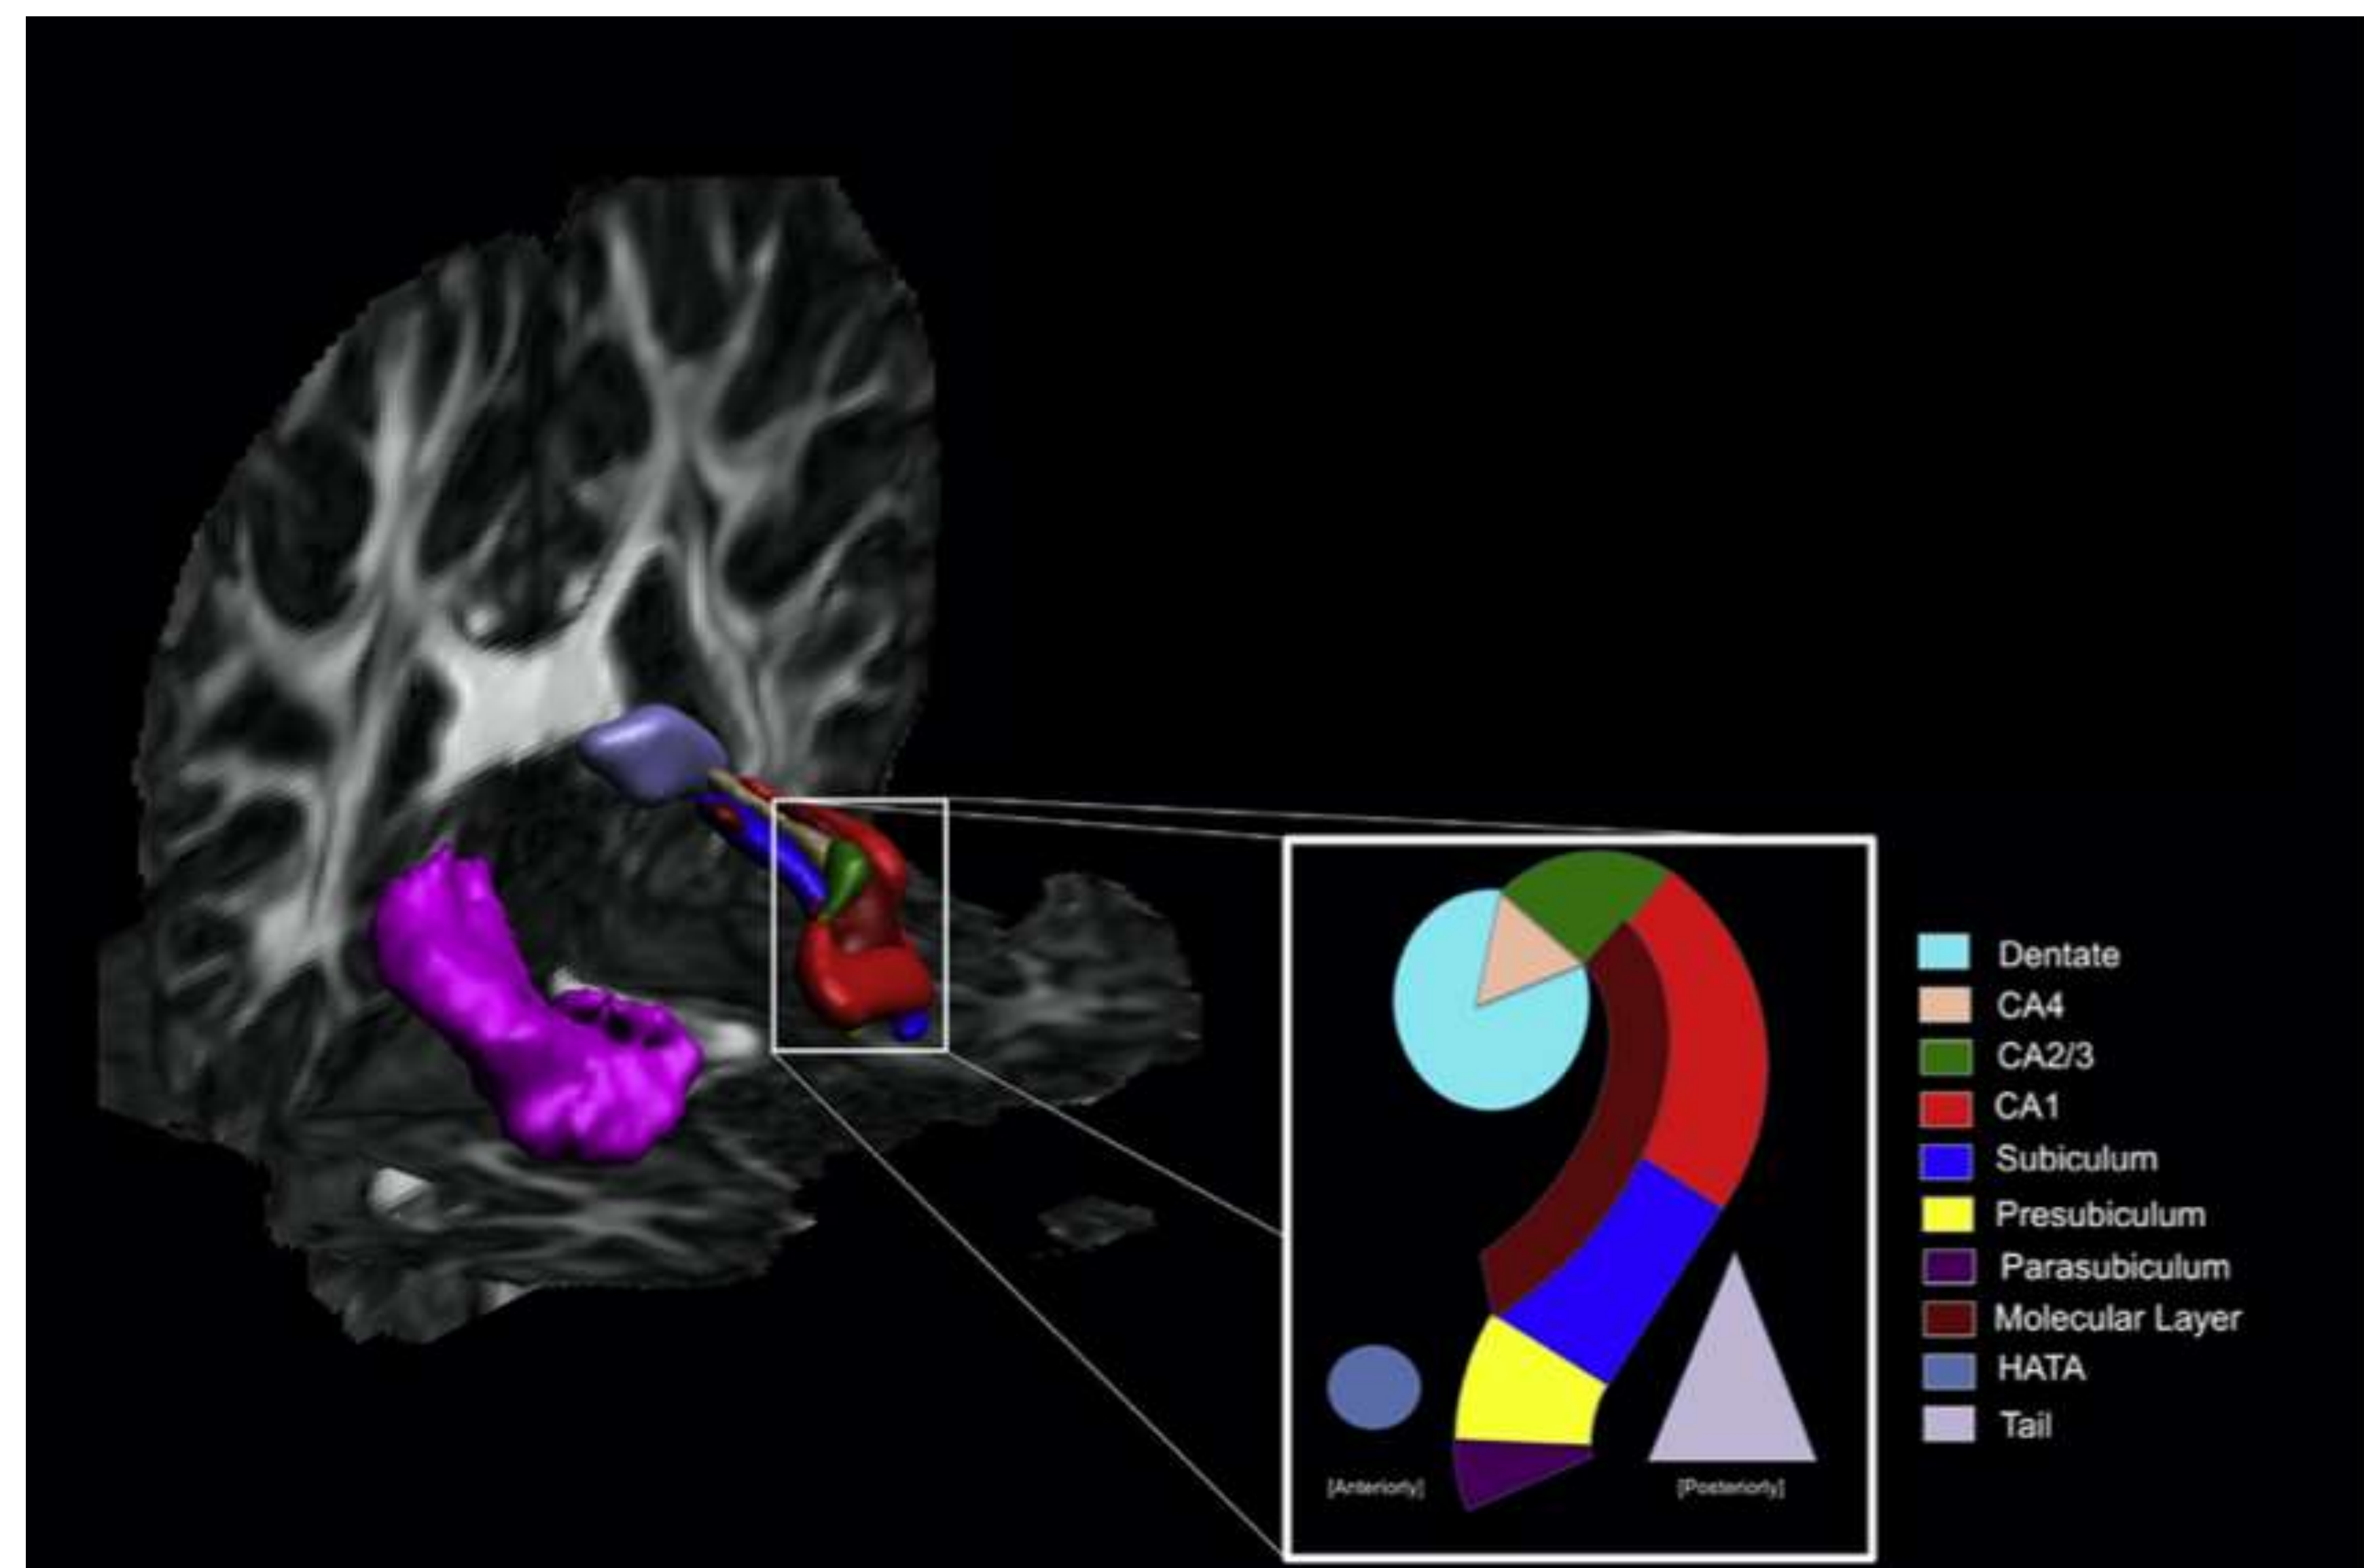 Dentate
CA4
CA2/3
CA1
Subiculum
Presubiculum
Parasubiculum
Molecular Layer
HATA
Tail
[Anteriorly]
[Posteriorly]